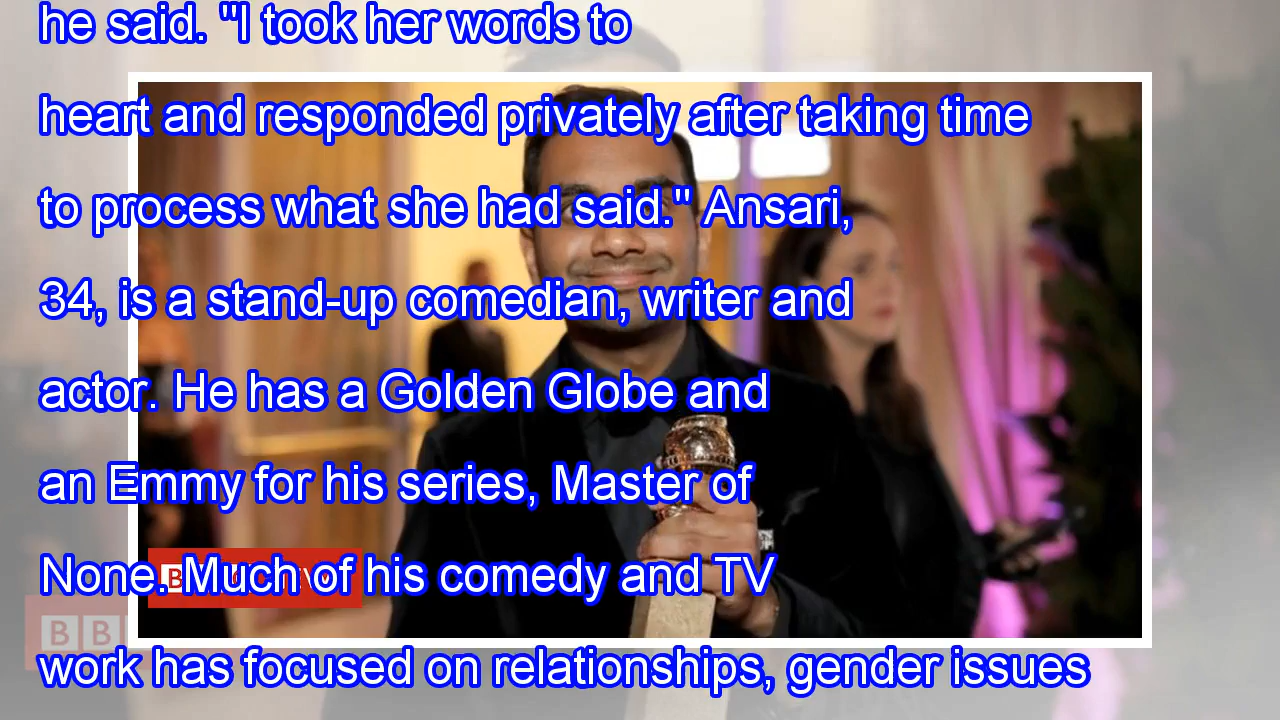 he said. "I took her words to
heart and responded privately after taking time
to process what she had said." Ansari,
34, is a stand-up comedian, writer and
actor. He has a Golden Globe and
an Emmy for his series, Master of
None. Much of his comedy and TV
work has focused on relationships, gender issues